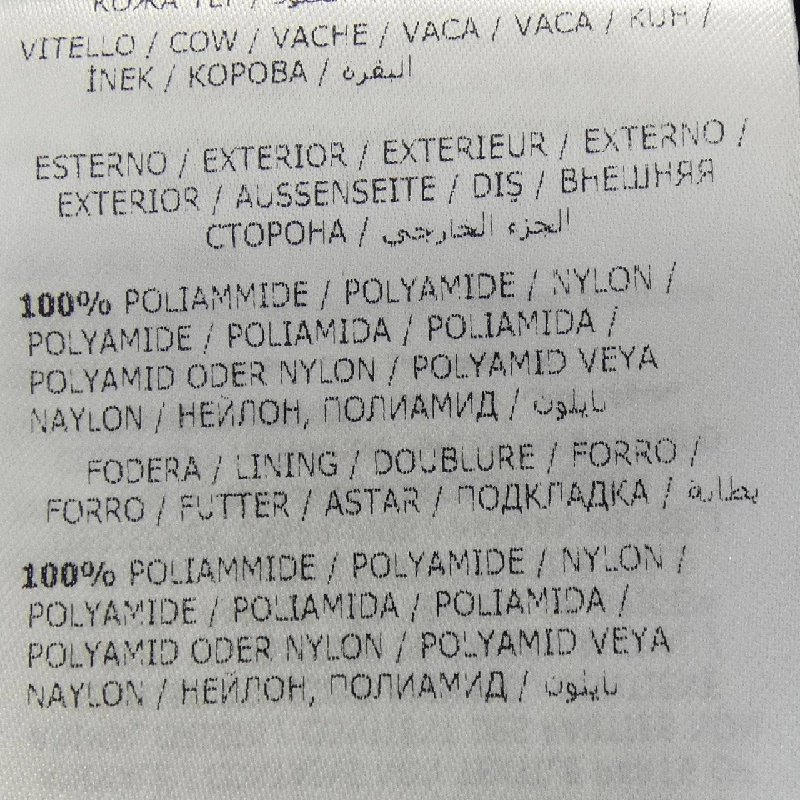 VITELLO / COW / VACHE / VACA / VACA / KUH /
İNEK / КОРОВА / البقرة
ESTERNO / EXTERIOR / EXTERIEUR / EXTERNO /
EXTERIOR / AUSSENSEITE / DIŞ / ВНЕШНЯЯ
СТОРОНА / الجزء الخارجي
100% POLIAMMIDE / POLYAMIDE / NYLON /
POLYAMIDE / POLIAMIDA / POLIAMIDA /
POLYAMID ODER NYLON / POLYAMID VEYA
NAYLON / НЕЙЛОН, ПОЛИАМИД / نايلون
FODERA / LINING / DOUBLURE / FORRO /
FORRO / FUTTER / ASTAR / ПОДКЛАДКА / بطانة
100% POLIAMMIDE / POLYAMIDE / NYLON /
POLYAMIDE / POLIAMIDA / POLIAMIDA /
POLYAMID ODER NYLON / POLYAMID VEYA
NAYLON / НЕЙЛОН, ПОЛИАМИД / نايلون